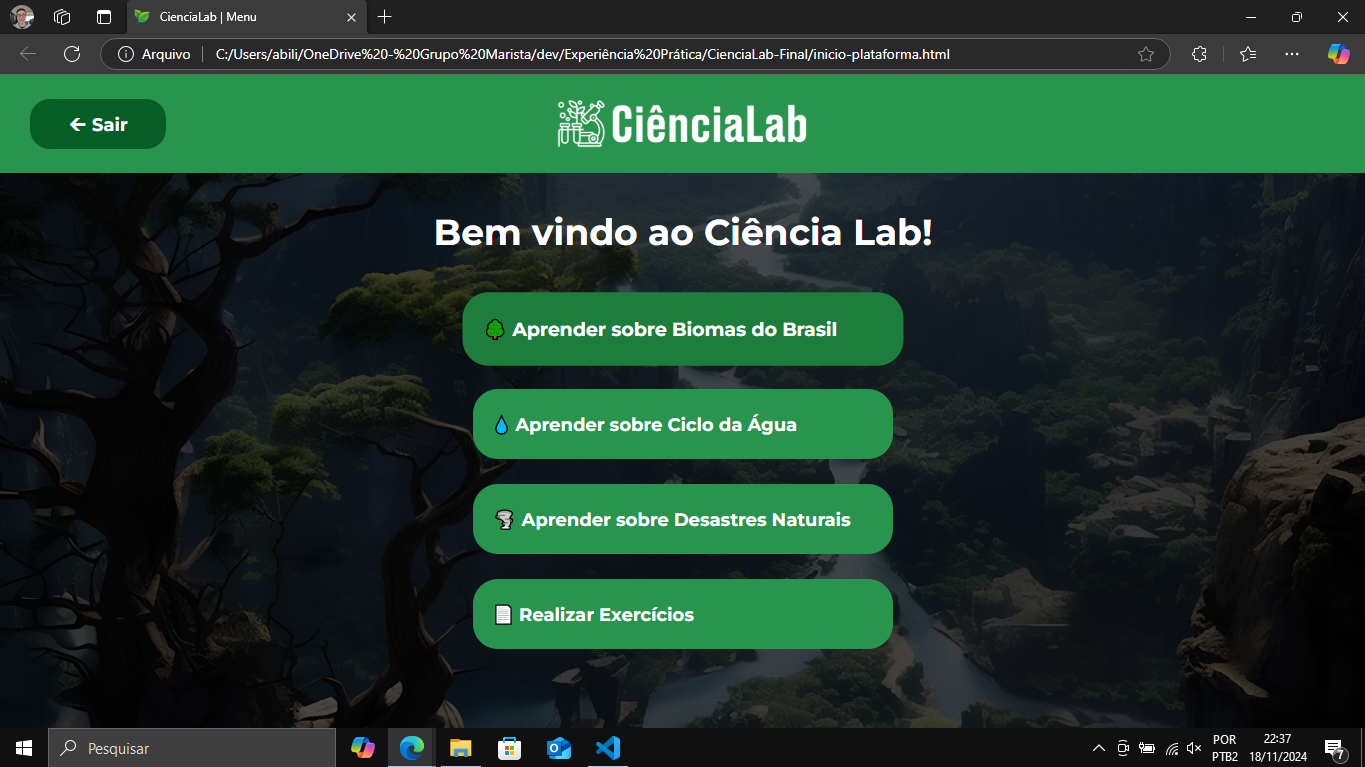 CienciaLab | Menu
Arquivo
C:/Users/abili/OneDrive%20-%20Grupo%20Marista/dev/Experiência%20Prática/CienciaLab-Final/inicio-plataforma.html
← Sair
CiênciaLab
Bem vindo ao Ciência Lab!
🌳 Aprender sobre Biomas do Brasil
💧 Aprender sobre Ciclo da Água
🌪️ Aprender sobre Desastres Naturais
📄 Realizar Exercícios
Pesquisar
POR
PTB2
22:37
18/11/2024
7